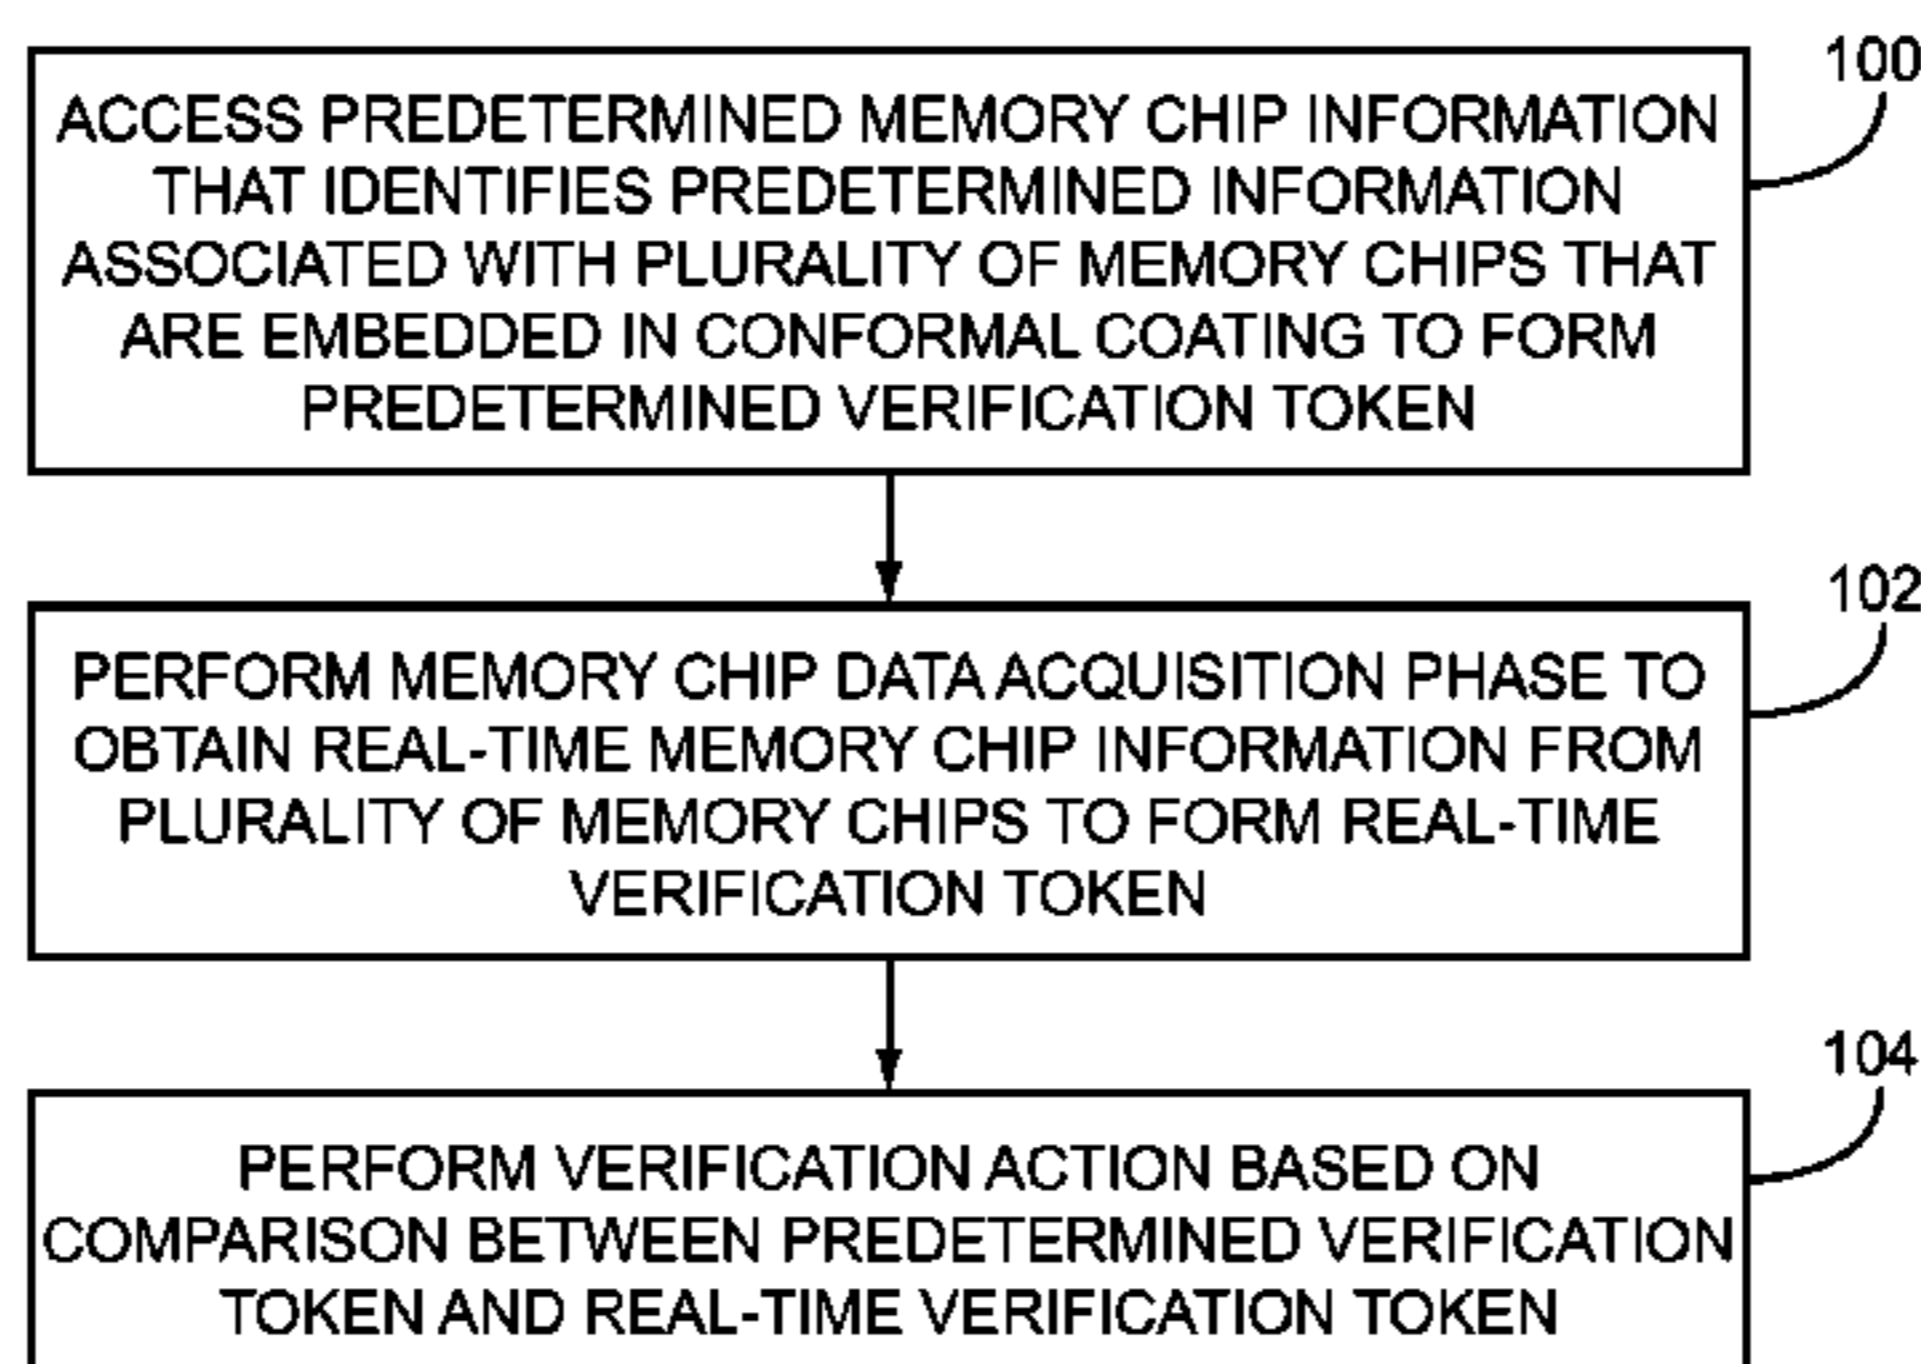 100
ACCESS PREDETERMINED MEMORY CHIP INFORMATION
THAT IDENTIFIES PREDETERMINED INFORMATION
ASSOCIATED WITH PLURALITY OF MEMORY CHIPS THAT
ARE EMBEDDED IN CONFORMAL COATING TO FORM
PREDETERMINED VERIFICATION TOKEN
102
PERFORM MEMORY CHIP DATA ACQUISITION PHASE TO
OBTAIN REAL-TIME MEMORY CHIP INFORMATION FROM
PLURALITY OF MEMORY CHIPS TO FORM REAL-TIME
VERIFICATION TOKEN
104
PERFORM VERIFICATION ACTION BASED ON
COMPARISON BETWEEN PREDETERMINED VERIFICATION
TOKEN AND REAL-TIME VERIFICATION TOKEN